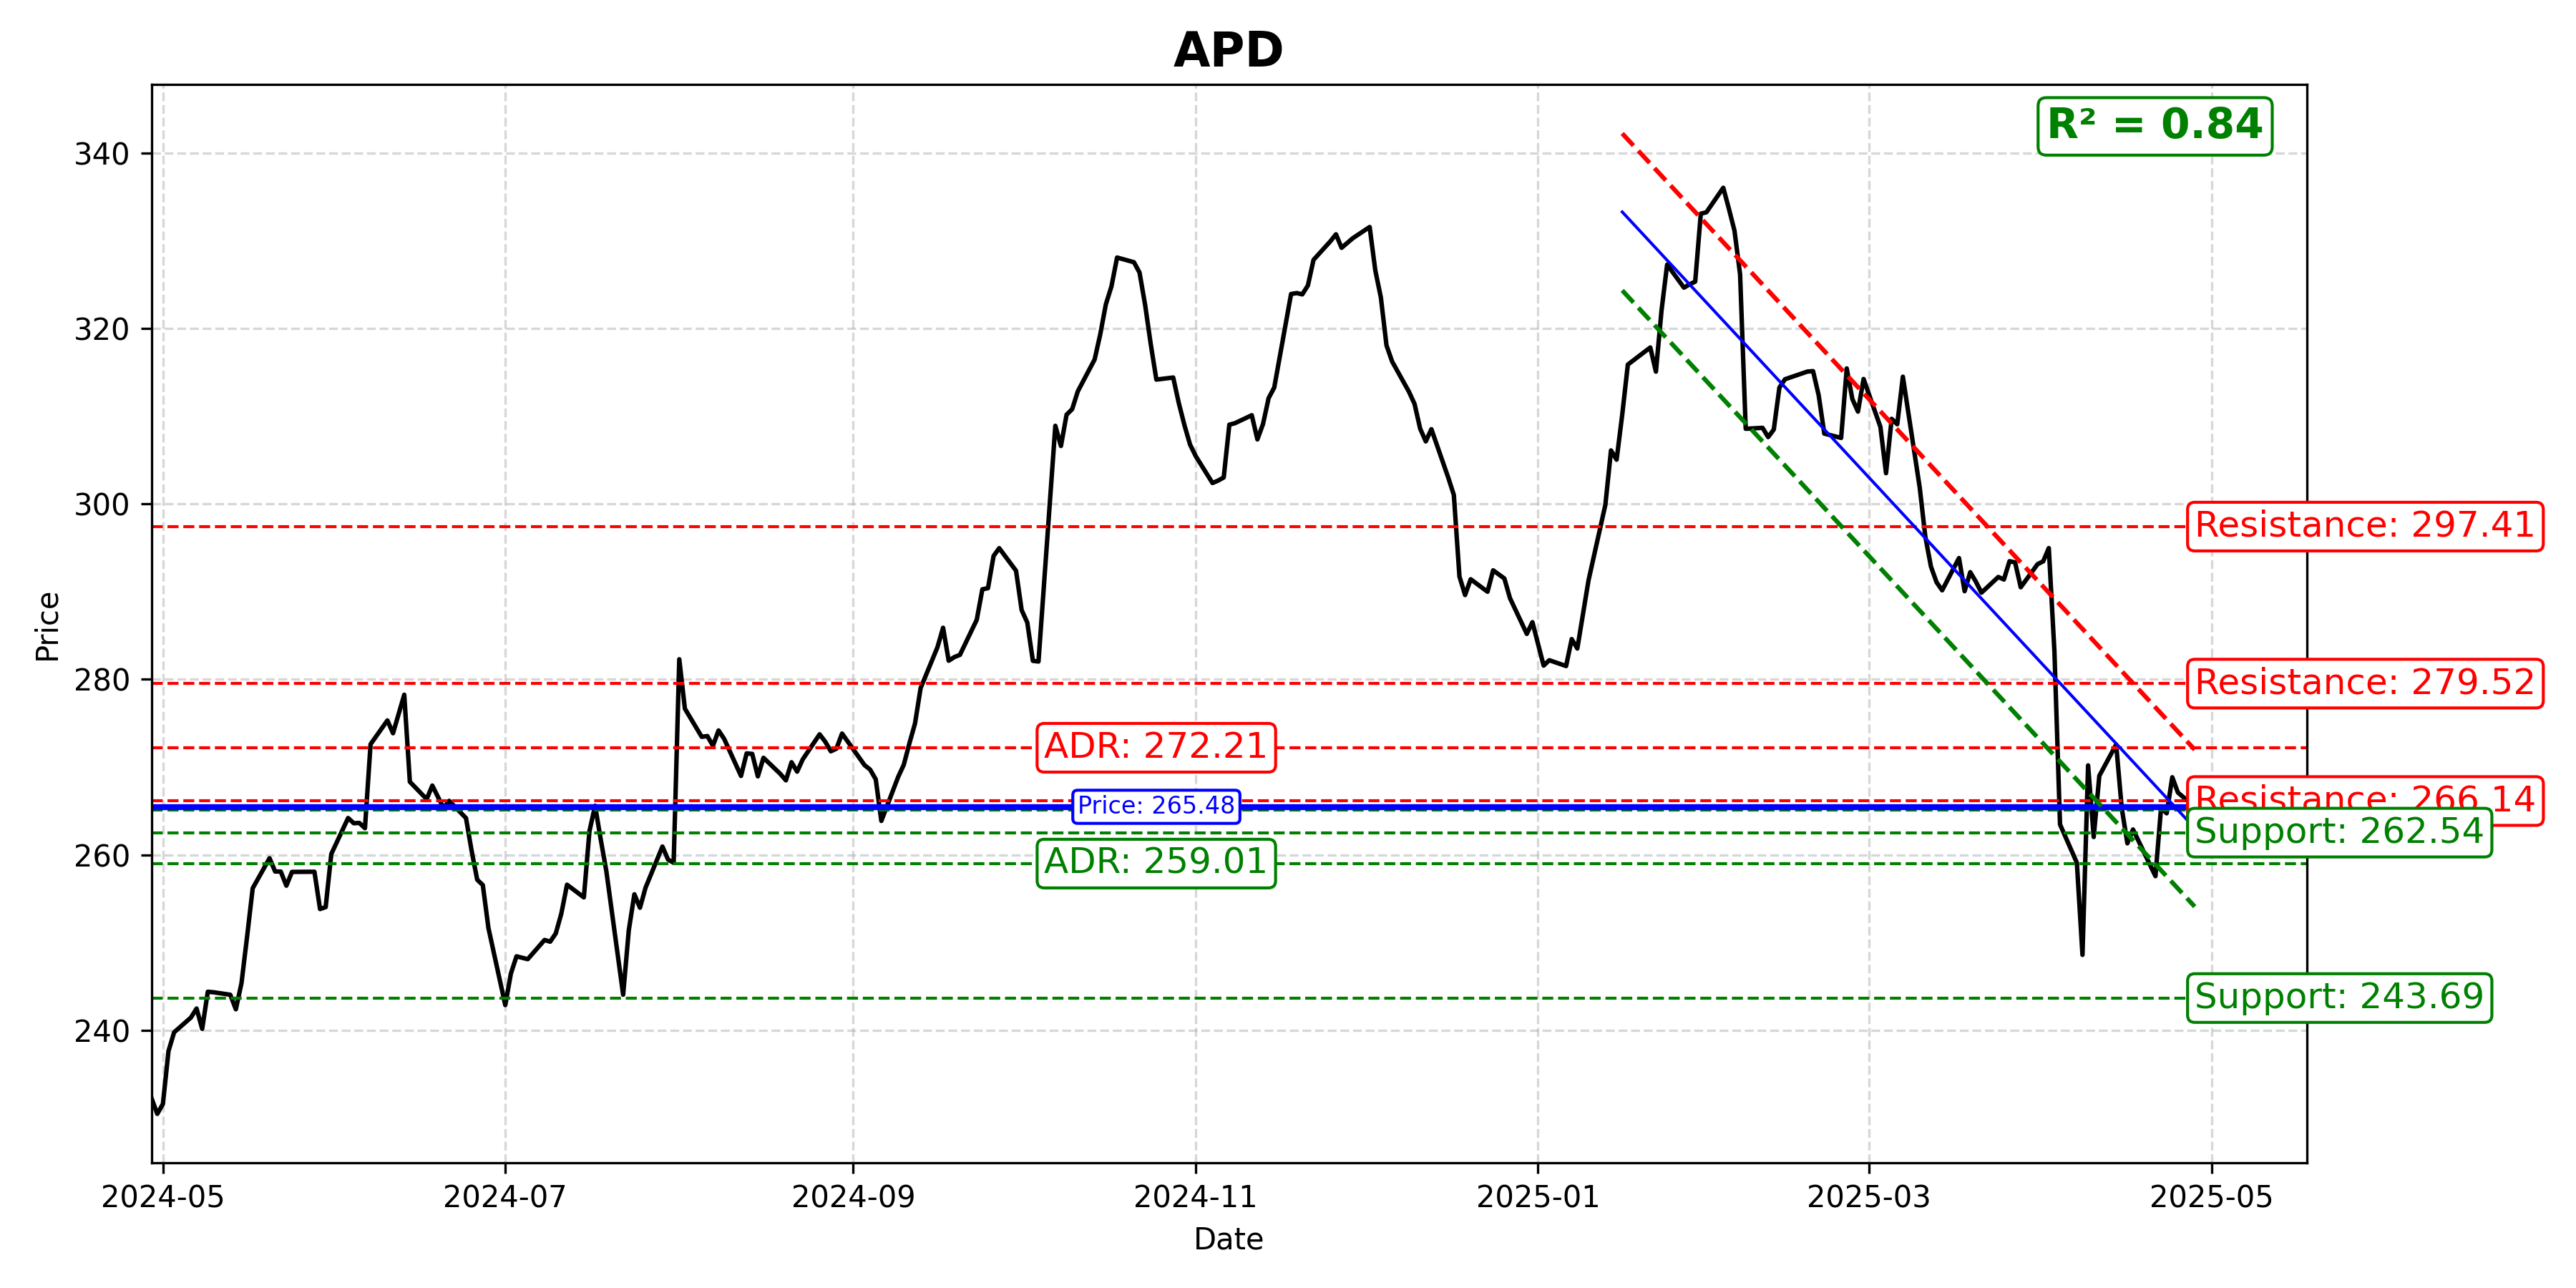 APD
R² = 0.84
340
320
300
280
260
240
Price
Resistance: 297.41
Resistance: 279.52
ADR: 272.21
Resistance: 266.14
Price: 265.48
Support: 262.54
ADR: 259.01
Support: 243.69
2024-05
2024-07
2024-09
2024-11
2025-01
2025-03
2025-05
Date